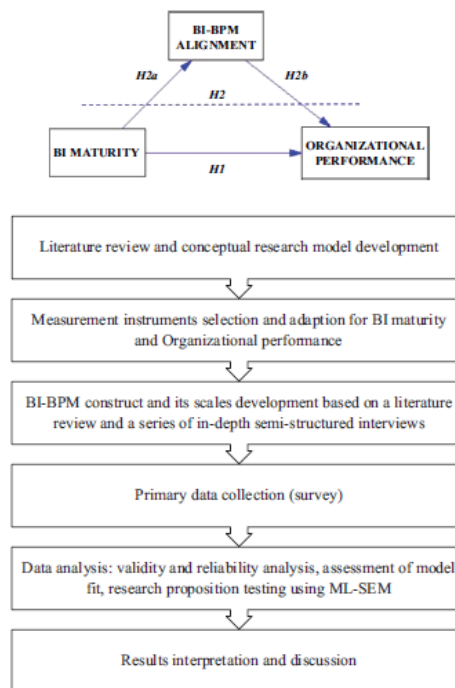 BI-BPM
ALIGNMENT
H2a
H2b
H2
BI MATURITY
ORGANIZATIONAL
PERFORMANCE
H1
Literature review and conceptual research model development
Measurement instruments selection and adaption for BI maturity
and Organizational performance
BI-BPM construct and its scales development based on a literature
review and a series of in-depth semi-structured interviews
Primary data collection (survey)
Data analysis: validity and reliability analysis, assessment of model
fit, research proposition testing using ML-SEM
Results interpretation and discussion